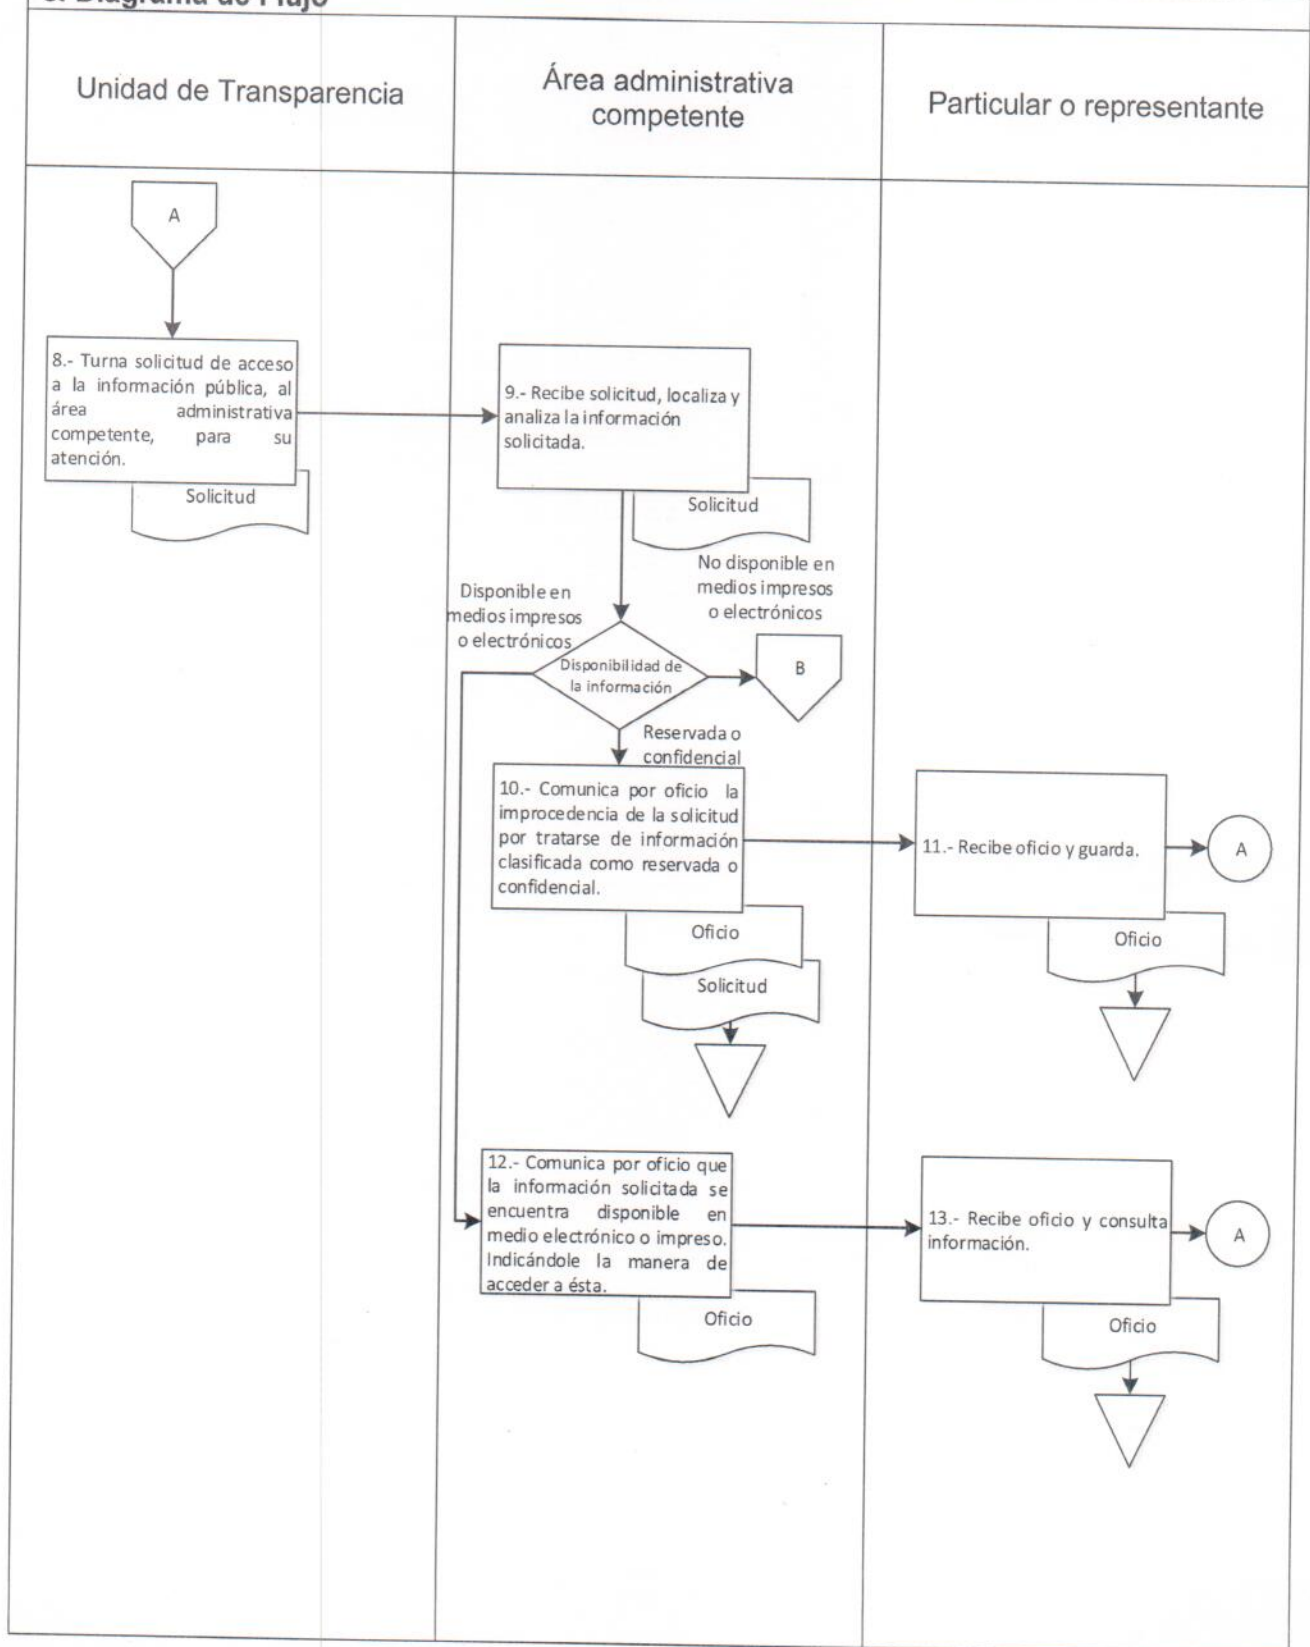 Diagrama de Flujo
Unidad de Transparencia
Área administrativa
competente
Particular o representante
A
8.- Turna solicitud de acceso
a la información pública, al
área administrativa
competente, para su
atención.
Solicitud
9.- Recibe solicitud, localiza y
analiza la información
solicitada.
Solicitud
Disponible en
medios impresos
o electrónicos
No disponible en
medios impresos
o electrónicos
Disponibilidad de
la información
B
Reservada o
confidencial
10.- Comunica por oficio la
improcedencia de la solicitud
por tratarse de información
clasificada como reservada o
confidencial.
Oficio
Solicitud
11.- Recibe oficio y guarda.
A
Oficio
12.- Comunica por oficio que
la información solicitada se
encuentra disponible en
medio electrónico o impreso.
Indicándole la manera de
acceder a ésta.
Oficio
13.- Recibe oficio y consulta
información.
A
Oficio